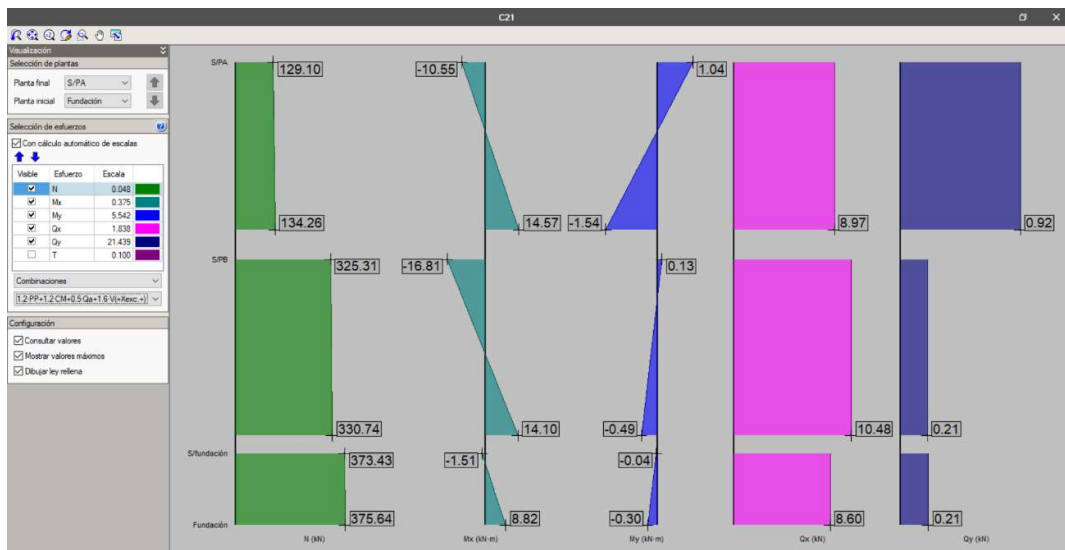 C21
Visualización
Selección de plantas
Planta final S/PA
Planta inicial Fundación
Selección de esfuerzos
Con cálculo automático de escalas
Visible Esfuerzo Escala
N 0.048
Mx 0.375
My 5.542
Qx 1.838
Qy 21.439
T 0.100
Combinaciones
1.2·PP+1.2·CM+0.5·Qa+1.6·V(+Xexc.+)
Configuración
Consultar valores
Mostrar valores máximos
Dibujar ley rellena
S/PA 129.10 -10.55 1.04
134.26 14.57 -1.54 8.97 0.92
S/PB 325.31 -16.81 0.13
330.74 14.10 -0.49 10.48 0.21
S/fundación 373.43 -1.51 -0.04
Fundación 375.64 8.82 -0.30 8.60 0.21
N (kN) Mx (kN·m) My (kN·m) Qx (kN) Qy (kN)